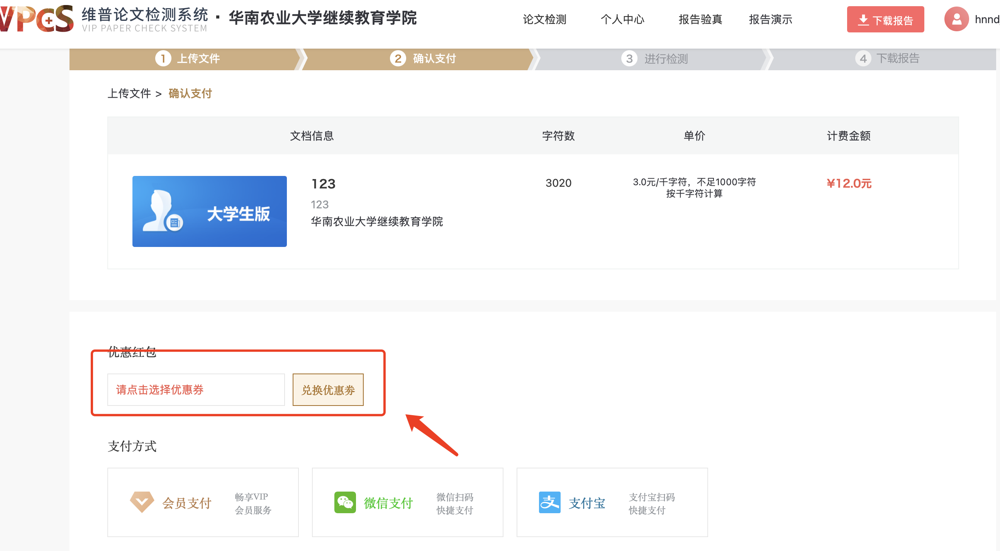 VPCS 维普论文检测系统 · 华南农业大学继续教育学院
VIP PAPER CHECK SYSTEM
论文检测 个人中心 报告验真 报告演示 下载报告 hnnd
1 上传文件 2 确认支付 3 进行检测 4 下载报告
上传文件 > 确认支付
文档信息 字符数 单价 计费金额
大学生版
123
123
华南农业大学继续教育学院
3020
3.0元/千字符，不足1000字符
按千字符计算
¥12.0元
优惠红包
请点击选择优惠券 兑换优惠券
支付方式
会员支付 畅享VIP
会员服务
微信支付 微信扫码
快捷支付
支 支付宝 支付宝扫码
快捷支付